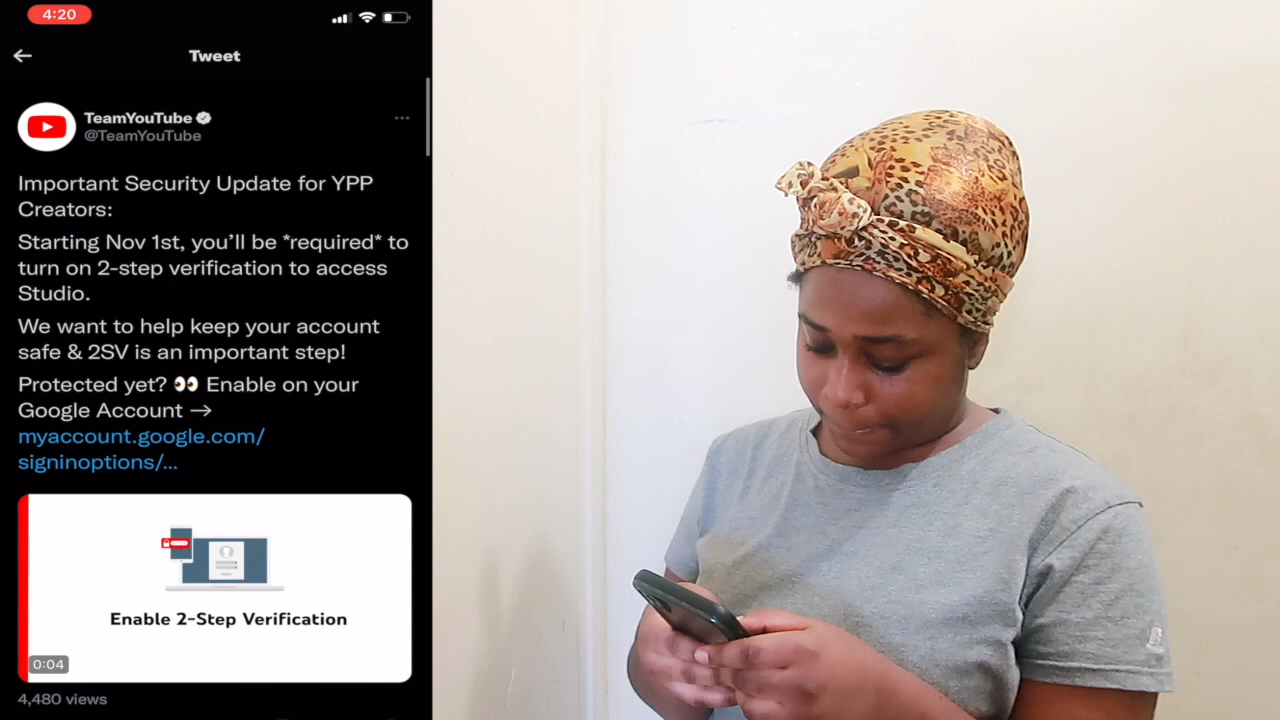 4:20
Tweet
TeamYouTube
@TeamYouTube
Important Security Update for YPP
Creators:
Starting Nov 1st, you'll be *required* to
turn on 2-step verification to access
Studio.
We want to help keep your account
safe & 2SV is an important step!
Protected yet? 👀 Enable on your
Google Account →
myaccount.google.com/
signinoptions/...
Enable 2-Step Verification
0:04
4,480 views